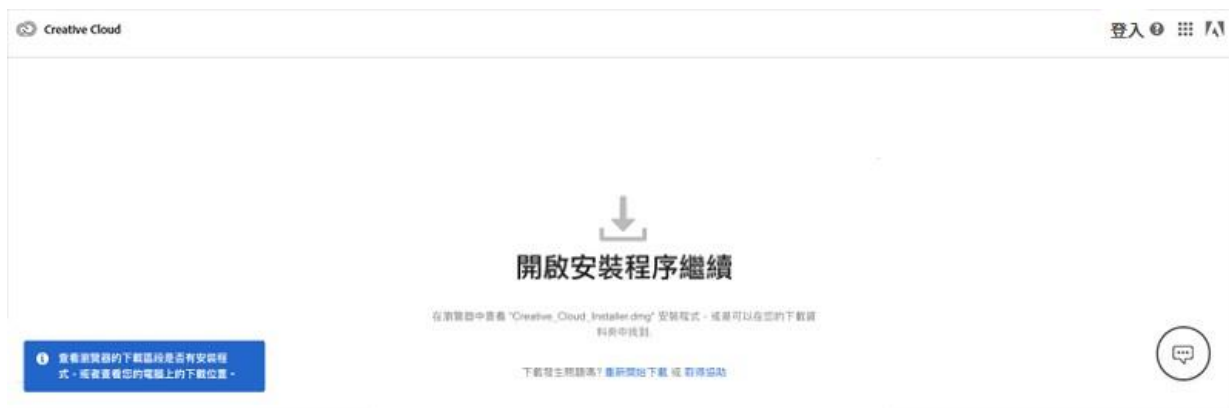 Creative Cloud
登入
開啟安裝程序繼續
在瀏覽器中查看 "Creative_Cloud_Installer.dmg" 安裝程式，或是可以在您的下載資
料夾中找到.
查看瀏覽器的下載區段是否有安裝程
式，或者查看您的電腦上的下載位置。
下載發生問題嗎? 重新開始下載 或 取得協助